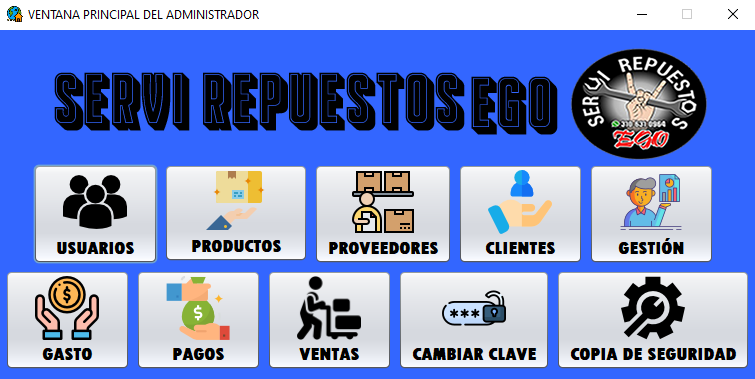 VENTANA PRINCIPAL DEL ADMINISTRADOR
SERVI REPUESTOS EGO
SERVI REPUESTOS
310 631 0964
EGO
USUARIOS
PRODUCTOS
PROVEEDORES
CLIENTES
GESTIÓN
GASTO
PAGOS
VENTAS
***
CAMBIAR CLAVE
COPIA DE SEGURIDAD